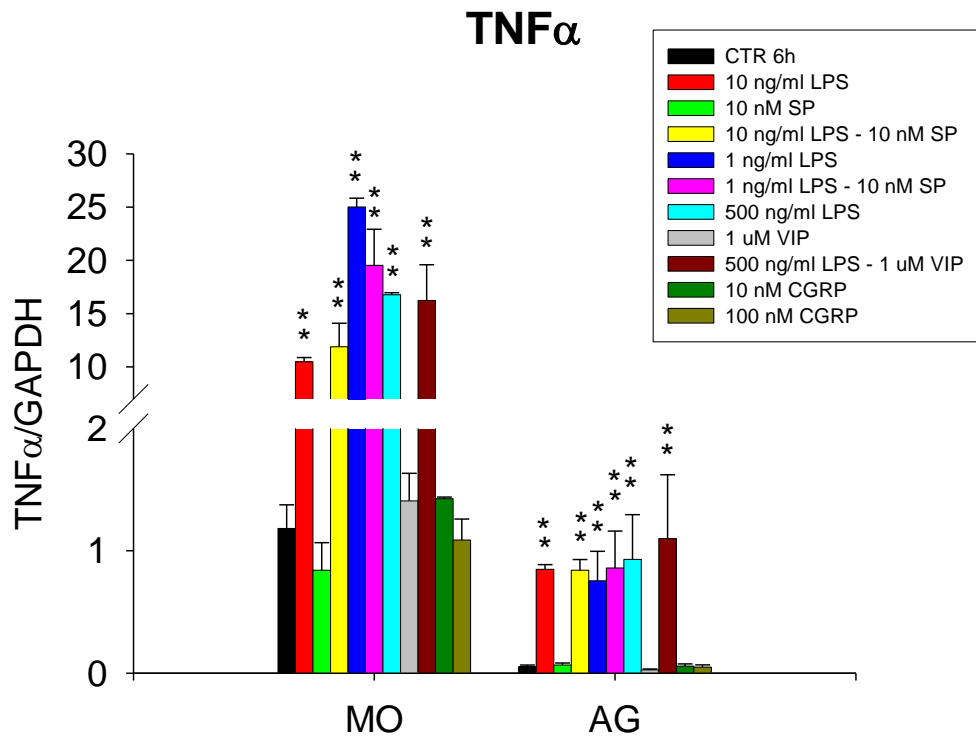 TNFα
CTR 6h
10 ng/ml LPS
10 nM SP
10 ng/ml LPS - 10 nM SP
1 ng/ml LPS
1 ng/ml LPS - 10 nM SP
500 ng/ml LPS
1 uM VIP
500 ng/ml LPS - 1 uM VIP
10 nM CGRP
100 nM CGRP
TNFα/GAPDH
30
25
20
15
10
2
1
0
**
**
**
**
**
**
**
**
**
**
**
**
MO
AG